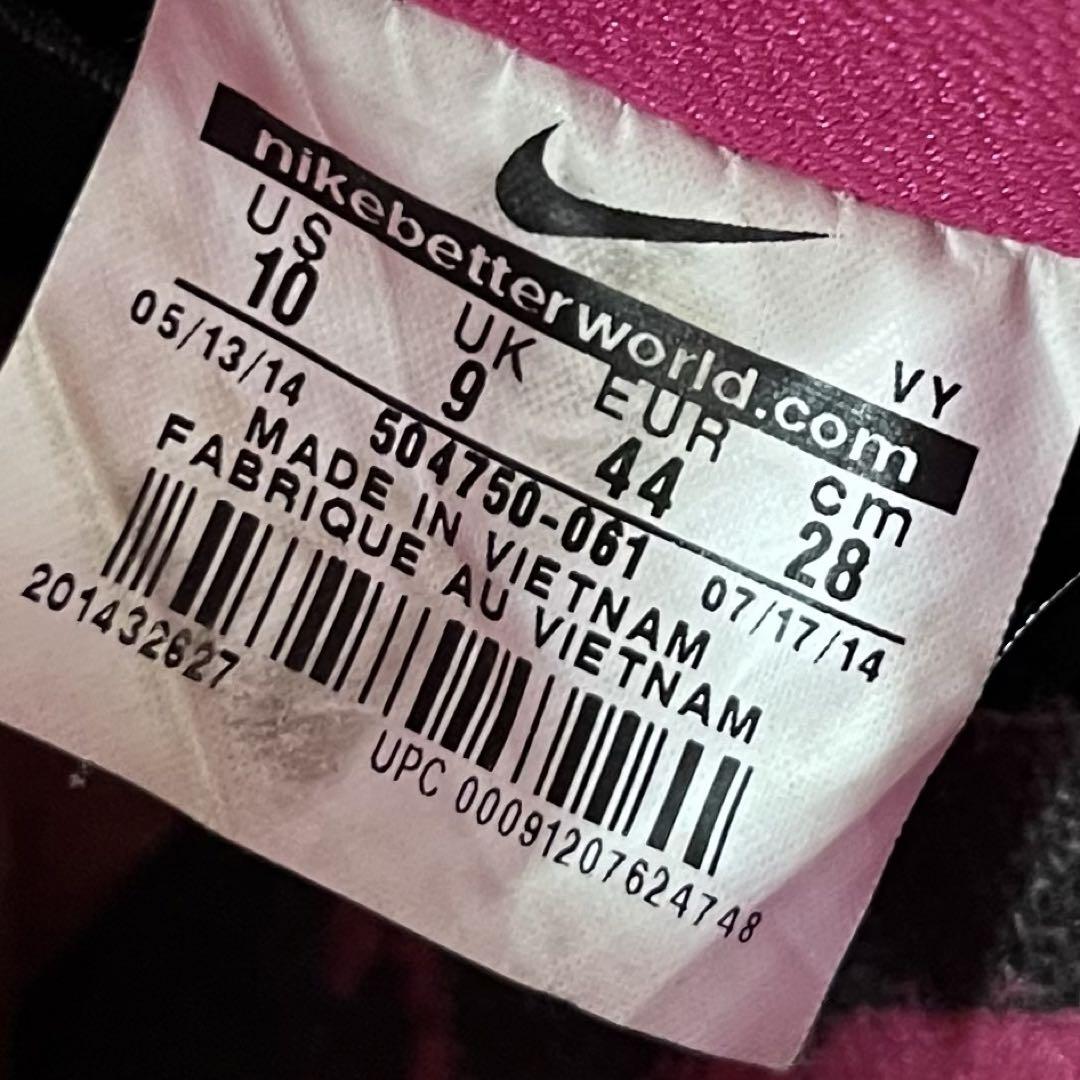 nikebetterworld.com
VY
US UK EUR cm
10 9 44 28
05/13/14 504750-061 07/17/14
MADE IN VIETNAM
FABRIQUE AU VIETNAM
201432627
UPC 00091207624748